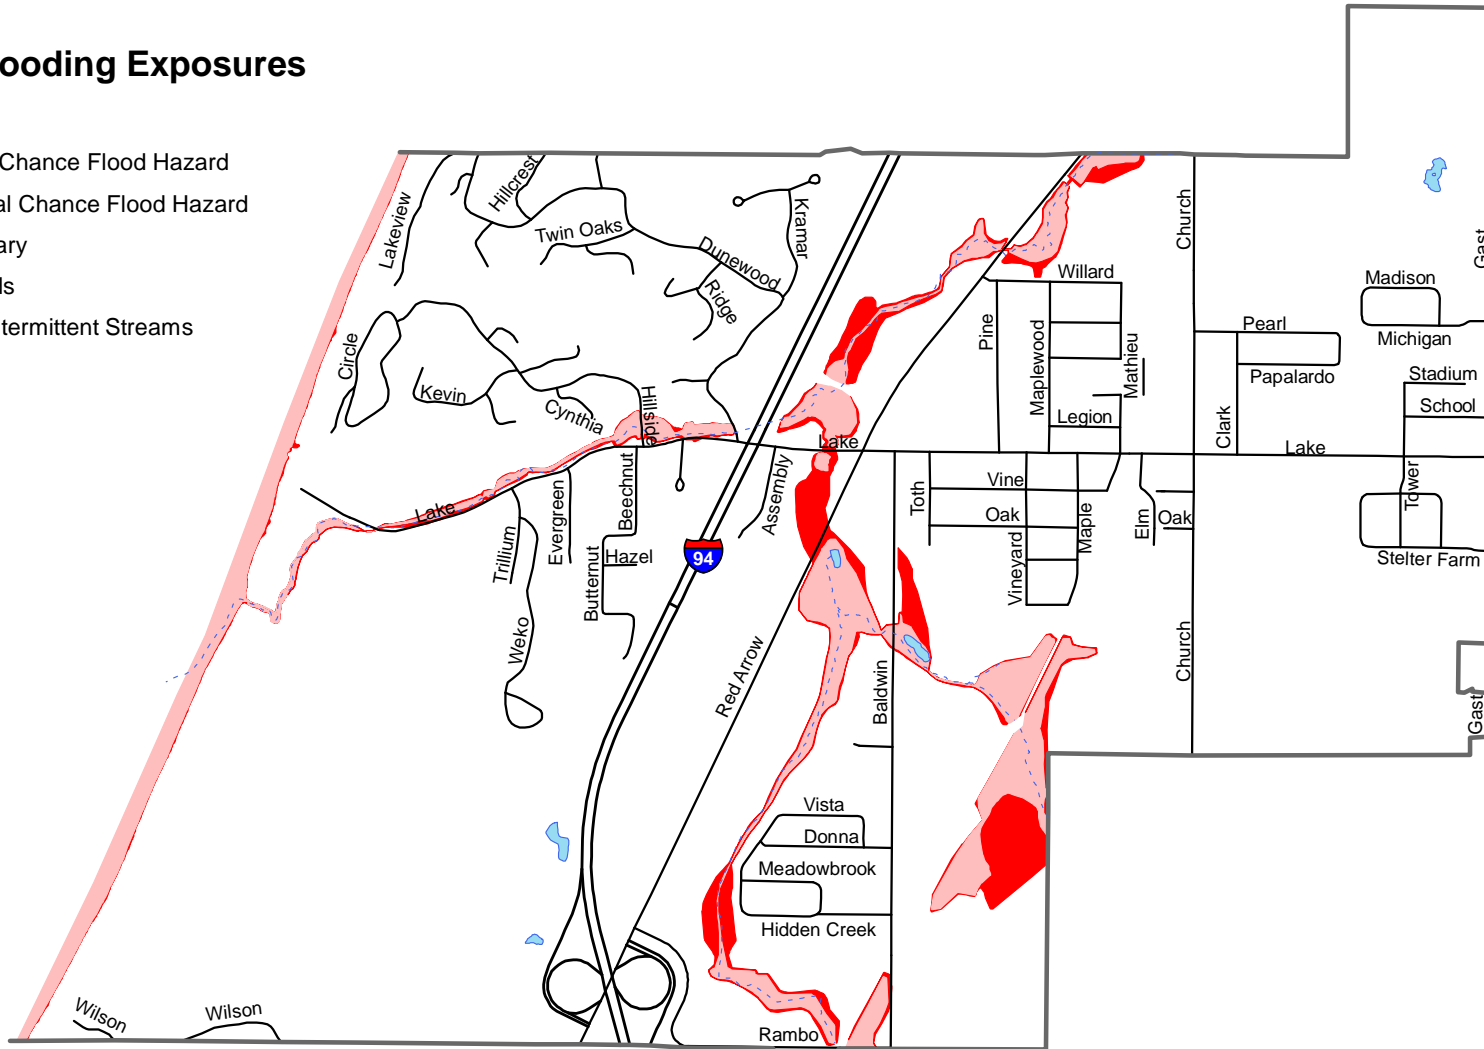 ooding Exposures
Chance Flood Hazard
al Chance Flood Hazard
ary
ls
ntermittent Streams
Lakeview
Hillcrest
Twin Oaks
Dunewood
Kramar
Ridge
Circle
Kevin
Cynthia
Hillside
Lake
Trillium
Evergreen
Beechnut
Butternut
Hazel
Weko
94
Assembly
Lake
Red Arrow
Willard
Pine
Maplewood
Mathieu
Legion
Church
Clark
Pearl
Papalardo
Lake
Madison
Michigan
Stadium
School
Gast
Toth
Vine
Oak
Vineyard
Maple
Elm
Oak
Tower
Stelter Farm
Church
Baldwin
Gast
Vista
Donna
Meadowbrook
Hidden Creek
Rambo
Wilson
Wilson